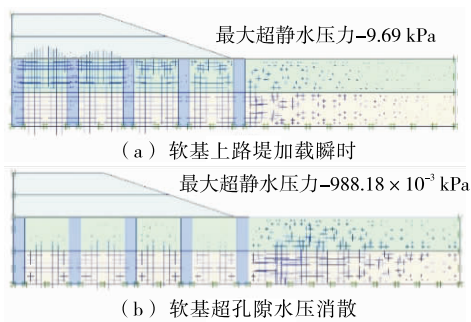 最大超静水压力-9.69 kPa
（a）软基上路堤加载瞬时
最大超静水压力-988.18×10⁻³ kPa
（b）软基超孔隙水压消散